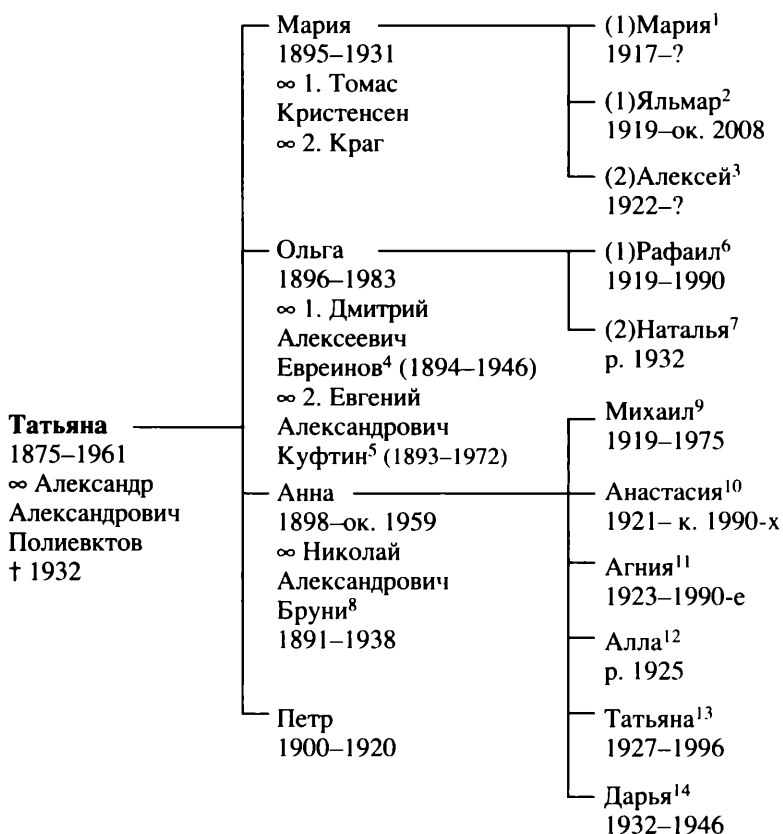 Татьяна
1875–1961
∞ Александр
Александрович
Полиевктов
† 1932
Мария
1895–1931
∞ 1. Томас
Кристенсен
∞ 2. Краг
(1)Мария¹
1917–?
(1)Яльмар²
1919–ок. 2008
(2)Алексей³
1922–?
Ольга
1896–1983
∞ 1. Дмитрий
Алексеевич
Евреинов⁴ (1894–1946)
∞ 2. Евгений
Александрович
Куфтин⁵ (1893–1972)
(1)Рафаил⁶
1919–1990
(2)Наталья⁷
р. 1932
Анна
1898–ок. 1959
∞ Николай
Александрович
Бруни⁸
1891–1938
Михаил⁹
1919–1975
Анастасия¹⁰
1921– к. 1990-х
Агния¹¹
1923–1990-е
Алла¹²
р. 1925
Татьяна¹³
1927–1996
Дарья¹⁴
1932–1946
Петр
1900–1920